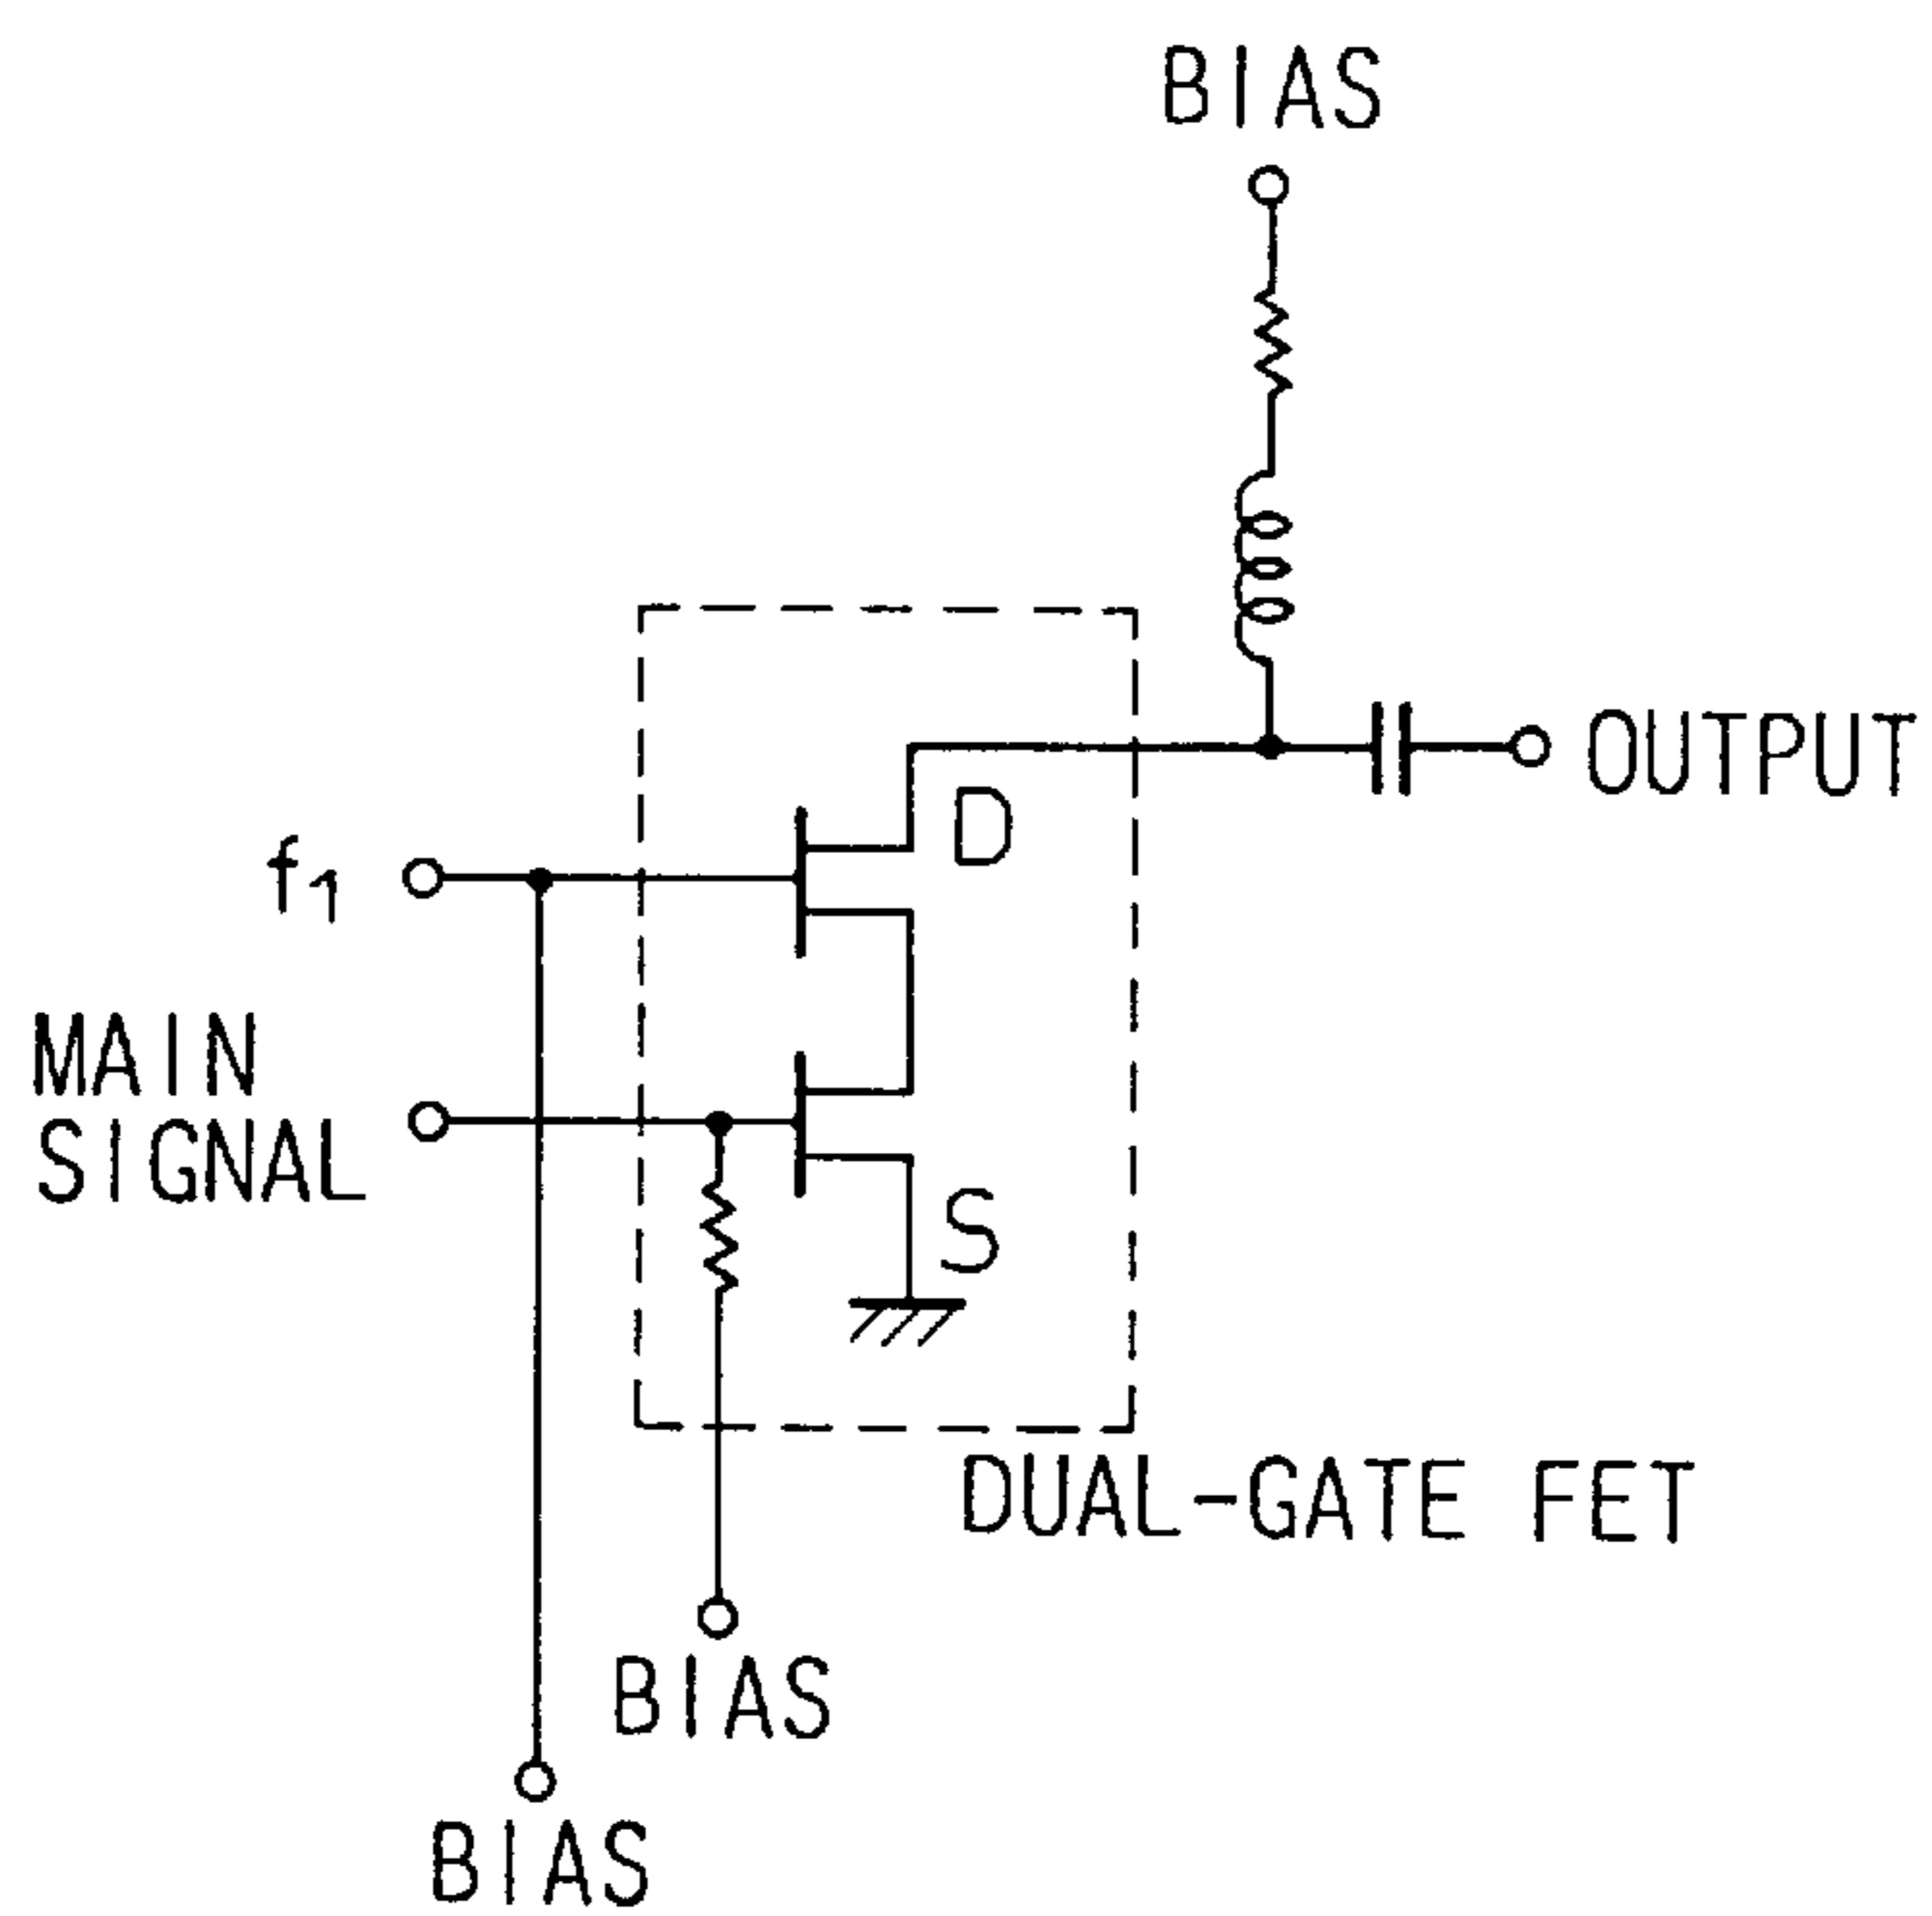 BIAS
OUTPUT
D
f1
MAIN
SIGNAL
S
DUAL-GATE FET
BIAS
BIAS